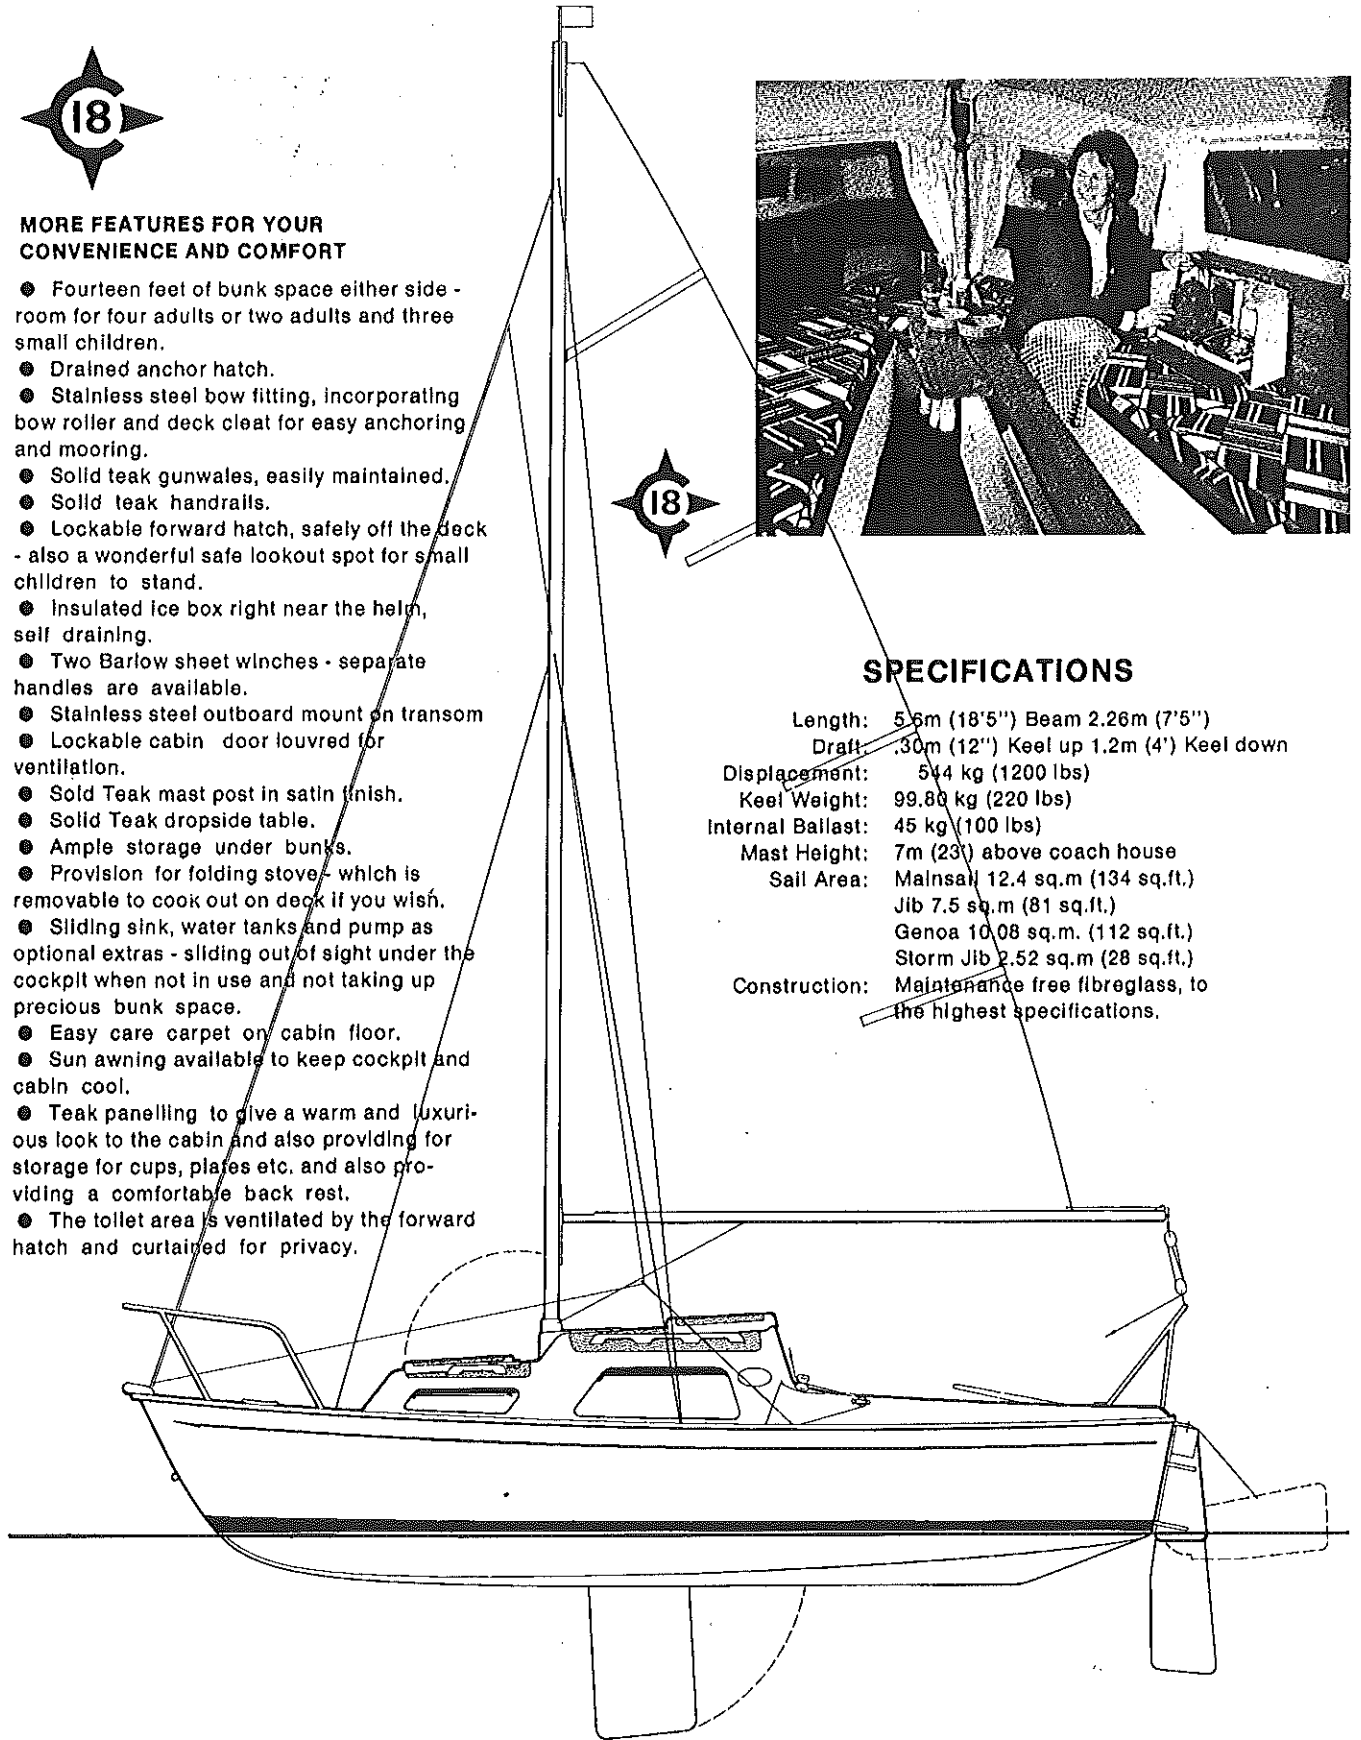 18
MORE FEATURES FOR YOUR
CONVENIENCE AND COMFORT
● Fourteen feet of bunk space either side -
room for four adults or two adults and three
small children.
● Drained anchor hatch.
● Stainless steel bow fitting, incorporating
bow roller and deck cleat for easy anchoring
and mooring.
● Solid teak gunwales, easily maintained.
● Solid teak handrails.
● Lockable forward hatch, safely off the deck
- also a wonderful safe lookout spot for small
children to stand.
● Insulated ice box right near the helm,
self draining.
● Two Barlow sheet winches - separate
handles are available.
● Stainless steel outboard mount on transom
● Lockable cabin door louvred for
ventilation.
● Sold Teak mast post in satin finish.
● Solid Teak dropside table.
● Ample storage under bunks.
● Provision for folding stove - which is
removable to cook out on deck if you wish.
● Sliding sink, water tanks and pump as
optional extras - sliding out of sight under the
cockpit when not in use and not taking up
precious bunk space.
● Easy care carpet on cabin floor.
● Sun awning available to keep cockpit and
cabin cool.
● Teak panelling to give a warm and luxuri-
ous look to the cabin and also providing for
storage for cups, plates etc. and also pro-
viding a comfortable back rest.
● The toilet area is ventilated by the forward
hatch and curtained for privacy.
18
SPECIFICATIONS
Length: 5.6m (18'5") Beam 2.26m (7'5")
Draft: .30m (12") Keel up 1.2m (4') Keel down
Displacement: 544 kg (1200 lbs)
Keel Weight: 99.80 kg (220 lbs)
Internal Ballast: 45 kg (100 lbs)
Mast Height: 7m (23') above coach house
Sail Area: Mainsail 12.4 sq.m (134 sq.ft.)
Jib 7.5 sq.m (81 sq.ft.)
Genoa 10.08 sq.m. (112 sq.ft.)
Storm Jib 2.52 sq.m (28 sq.ft.)
Construction: Maintenance free fibreglass, to
the highest specifications.